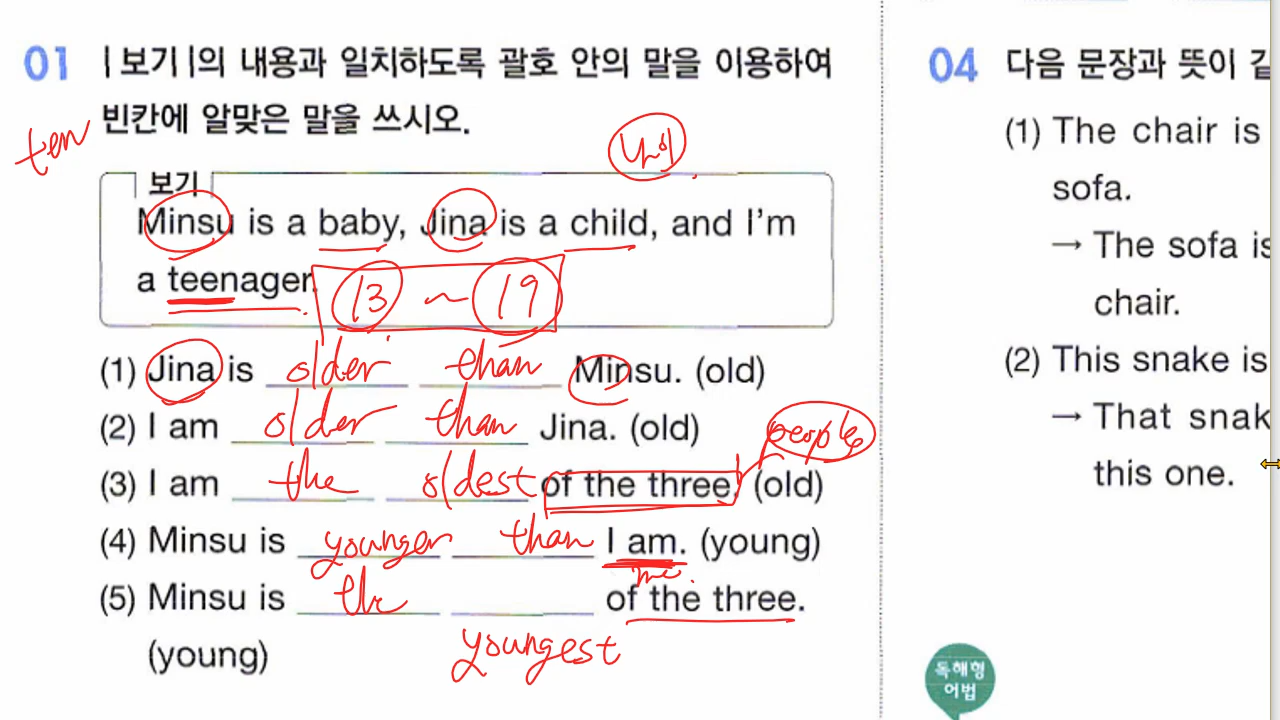 01 | 보기 |의 내용과 일치하도록 괄호 안의 말을 이용하여
빈칸에 알맞은 말을 쓰시오.
ten
나이
보기
Minsu is a baby, Jina is a child, and I'm
a teenager.
13 ~ 19
(1) Jina is older than Minsu. (old)
(2) I am older than Jina. (old)
people
(3) I am the oldest of the three. (old)
(4) Minsu is younger than I am. (young)
me.
(5) Minsu is the youngest of the three.
(young)
04 다음 문장과 뜻이
(1) The chair is
sofa.
→ The sofa is
chair.
(2) This snake is
→ That snak
this one.
독해형
어법